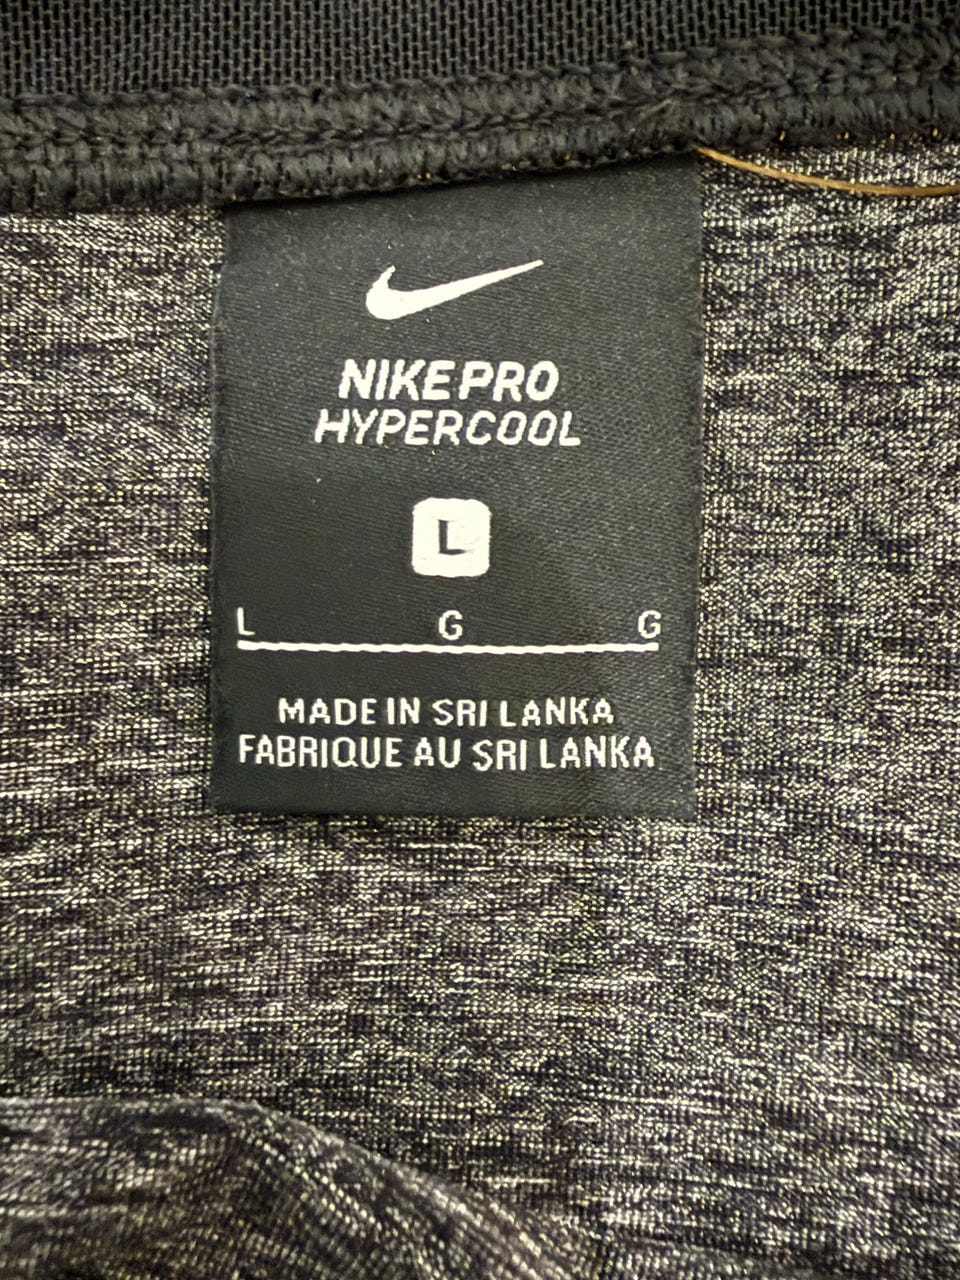 NIKE PRO
HYPERCOOL
L
L G G
MADE IN SRI LANKA
FABRIQUE AU SRI LANKA